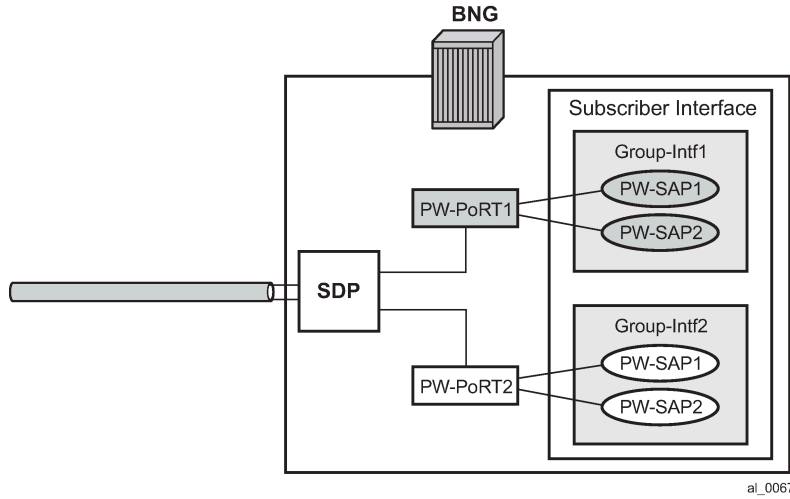 BNG
Subscriber Interface
Group-Intf1
PW-SAP1
PW-SAP2
PW-PoRT1
SDP
Group-Intf2
PW-SAP1
PW-SAP2
PW-PoRT2
al_0067